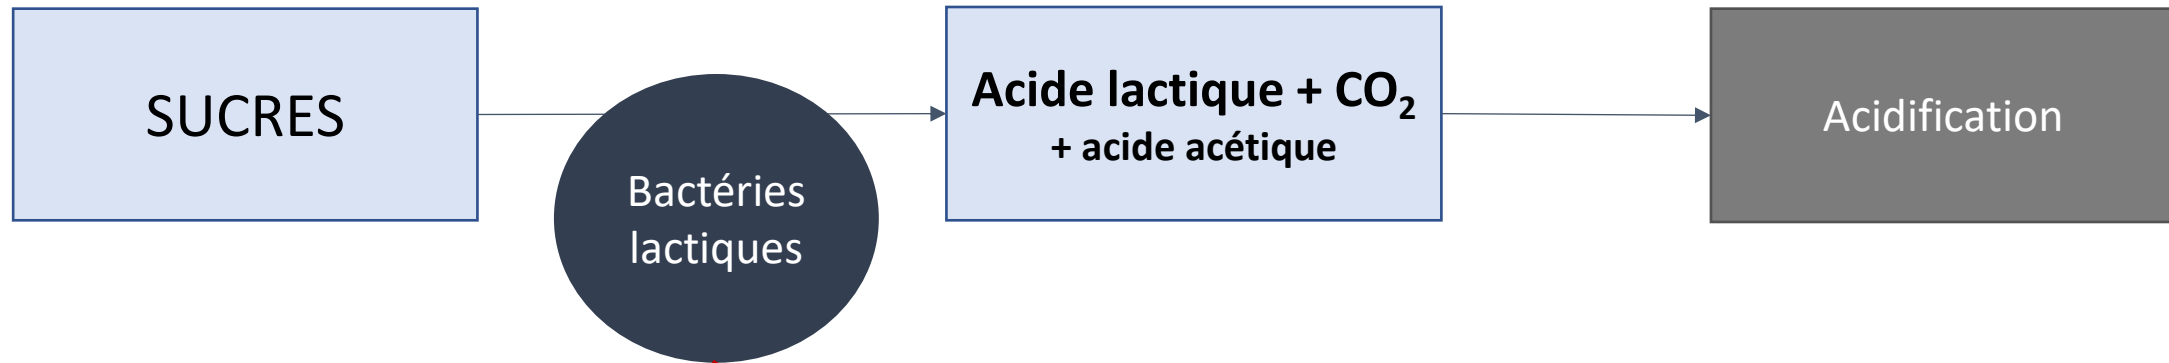 SUCRES
Bactéries
lactiques
Acide lactique + CO₂
+ acide acétique
Acidification